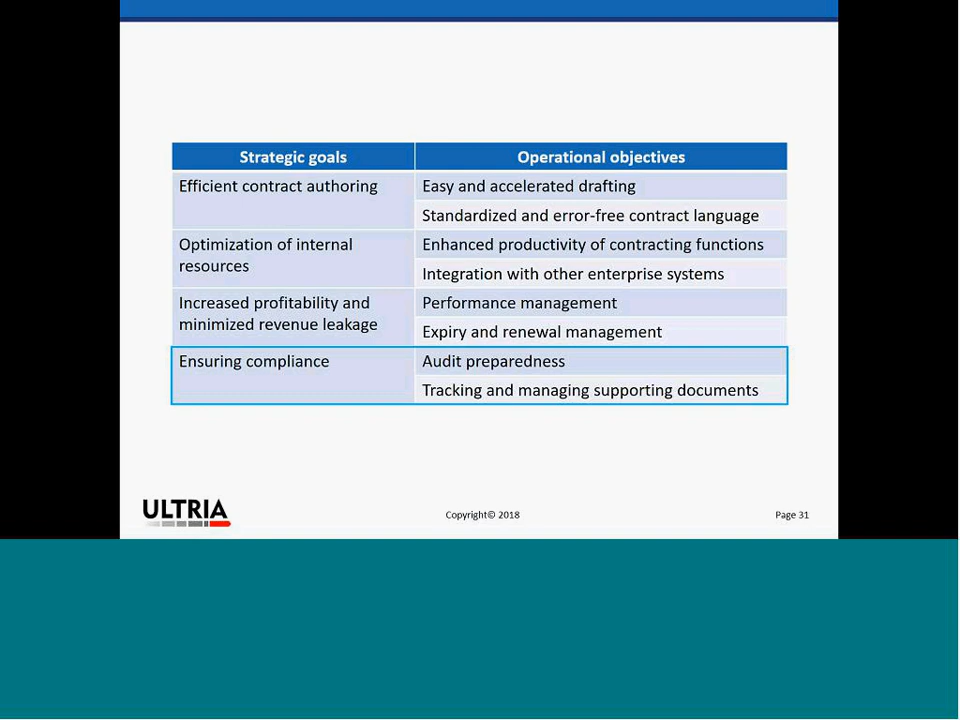 Strategic goals
Operational objectives
Efficient contract authoring
Easy and accelerated drafting
Standardized and error-free contract language
Optimization of internal
resources
Enhanced productivity of contracting functions
Integration with other enterprise systems
Increased profitability and
minimized revenue leakage
Performance management
Expiry and renewal management
Ensuring compliance
Audit preparedness
Tracking and managing supporting documents
ULTRIA
Copyright© 2018
Page 31